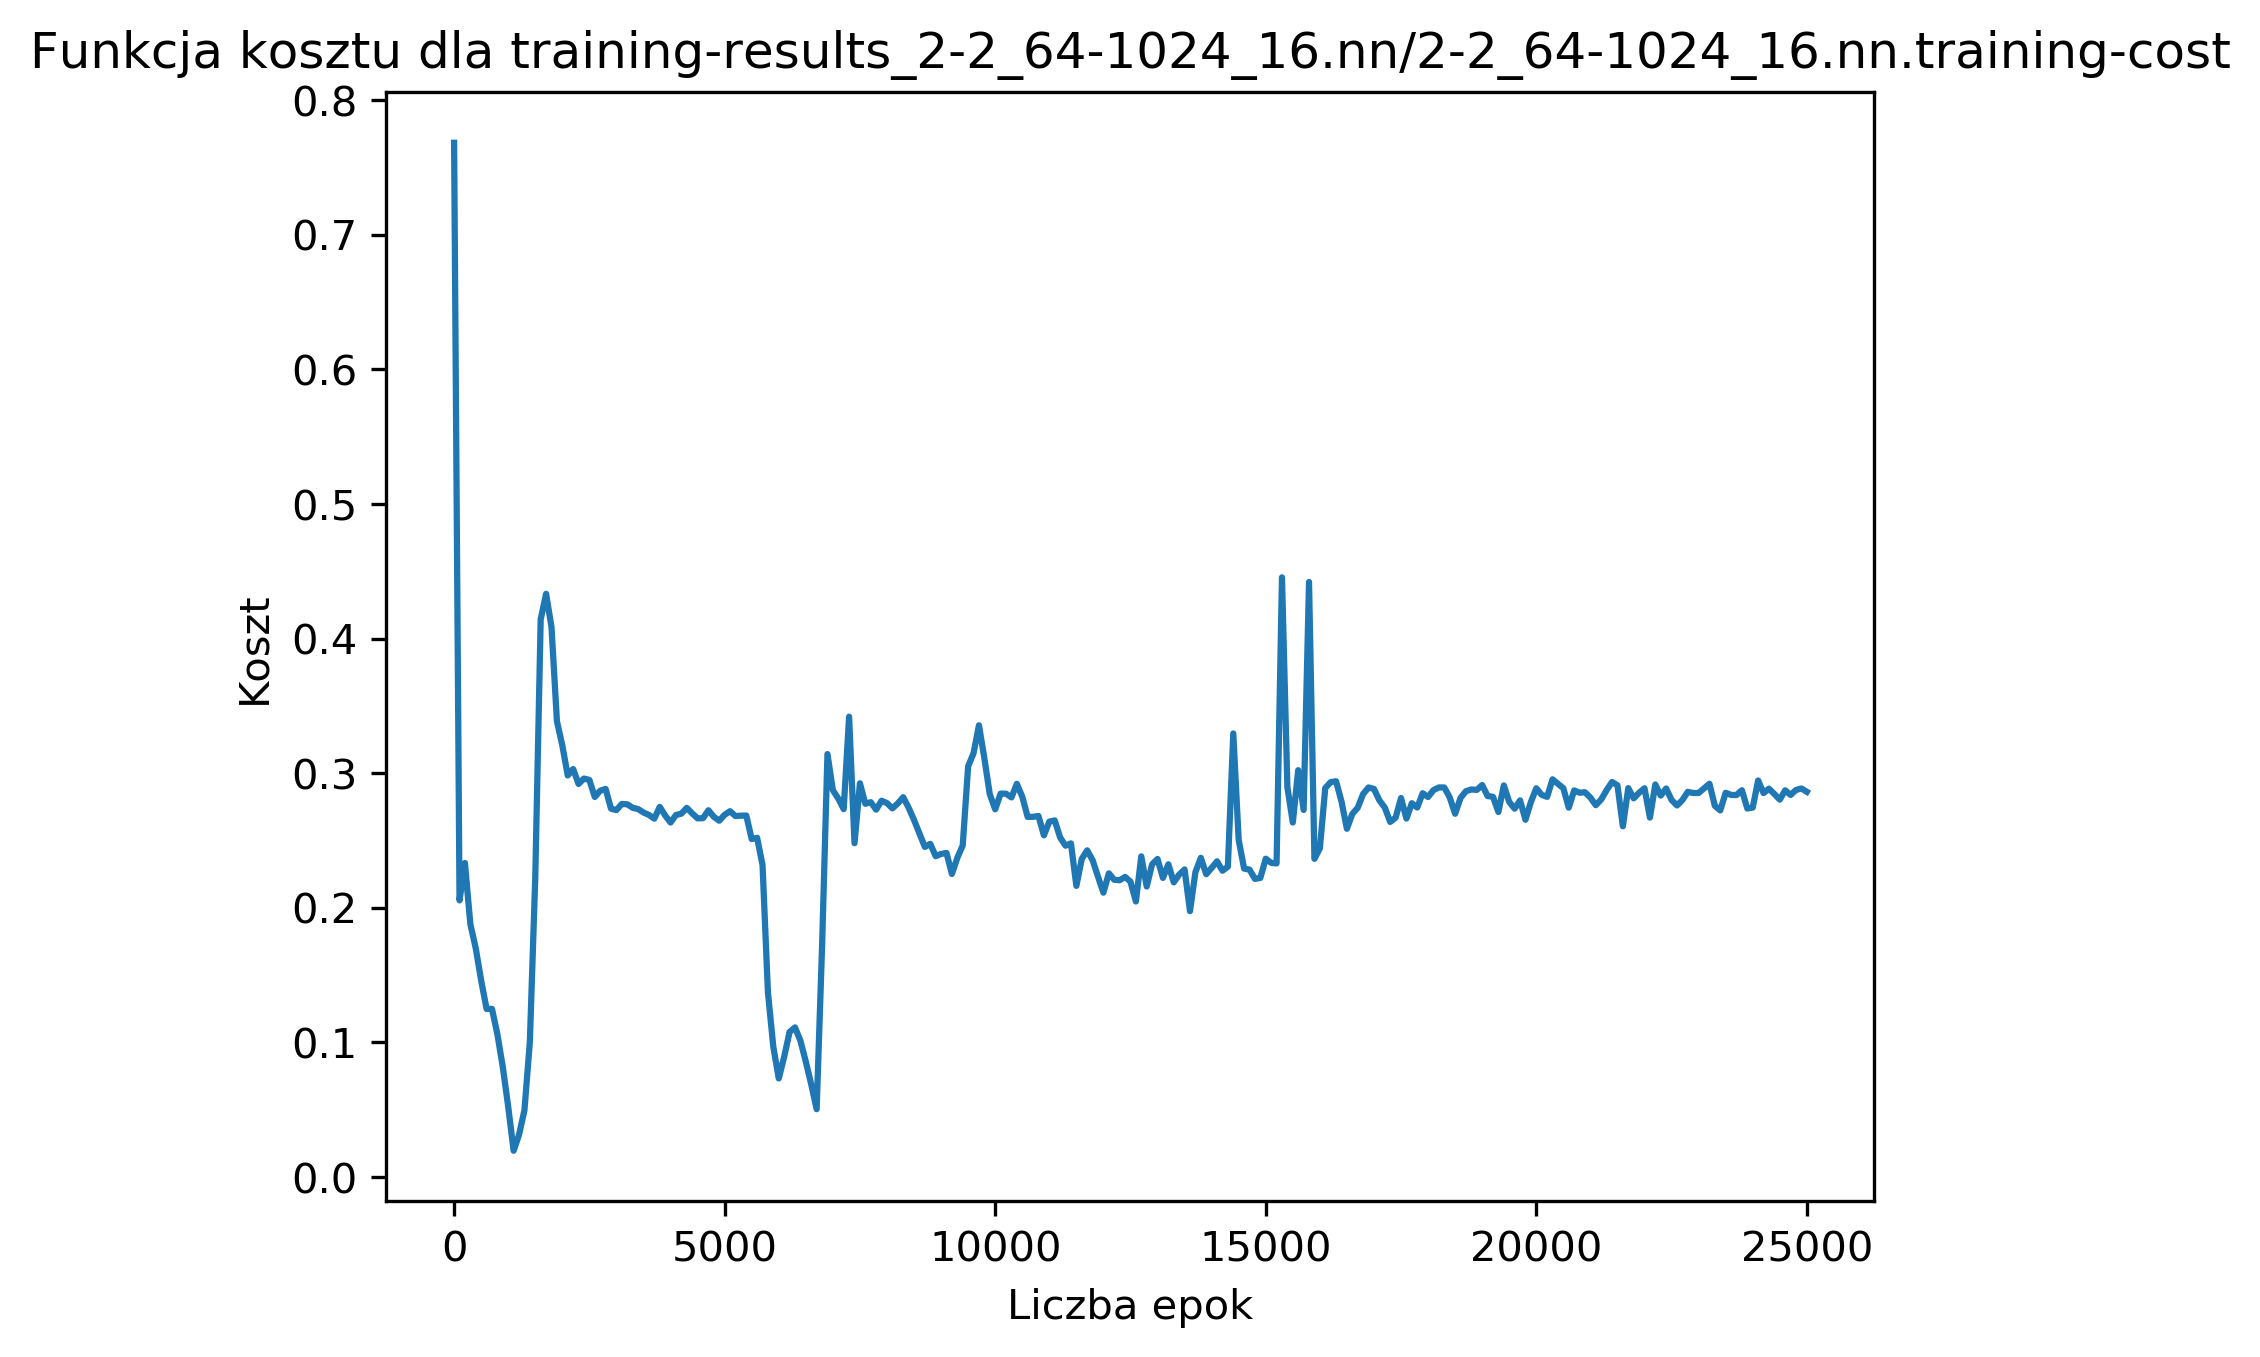 Funkcja kosztu dla training-results_2-2_64-1024_16.nn/2-2_64-1024_16.nn.training-cost
0.8
0.7
0.6
0.5
0.4
0.3
0.2
0.1
0.0
Koszt
0 5000 10000 15000 20000 25000
Liczba epok